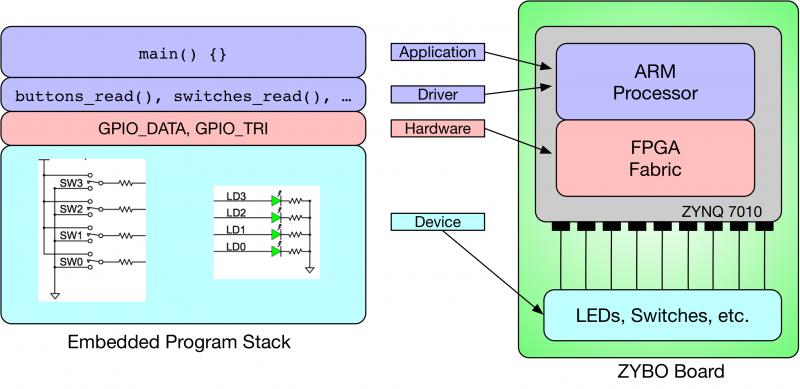 main() {}
buttons_read(), switches_read(), …
GPIO_DATA, GPIO_TRI
SW3
SW2
SW1
SW0
LD3
LD2
LD1
LD0
Embedded Program Stack
Application
Driver
Hardware
Device
ARM
Processor
FPGA
Fabric
ZYNQ 7010
LEDs, Switches, etc.
ZYBO Board